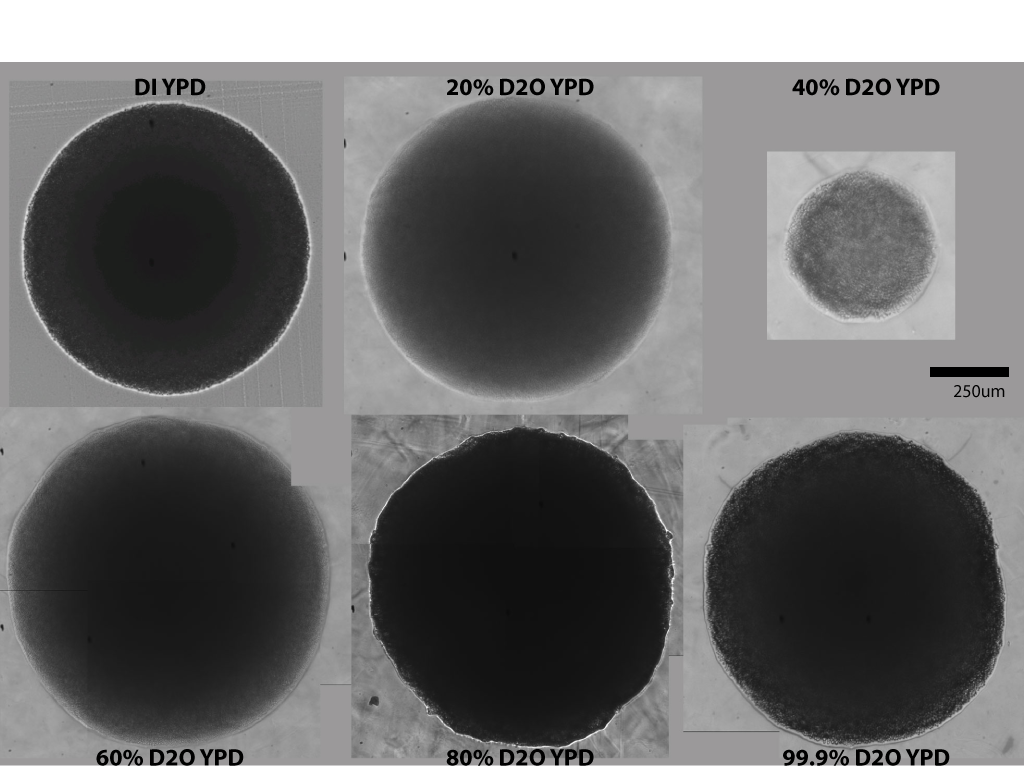 DI YPD
20% D2O YPD
40% D2O YPD
250um
60% D2O YPD
80% D2O YPD
99.9% D2O YPD